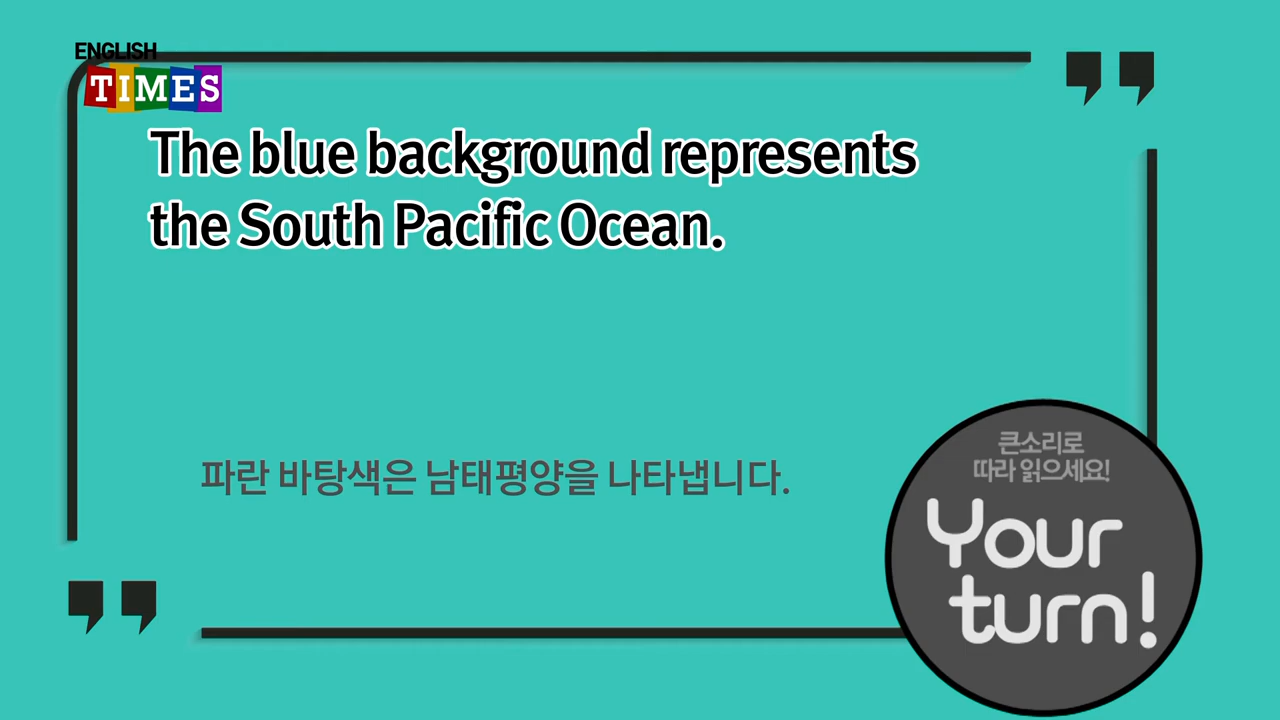 ENGLISH
TIMES
The blue background represents
the South Pacific Ocean.
파란 바탕색은 남태평양을 나타냅니다.
큰소리로
따라 읽으세요!
Your
turn!